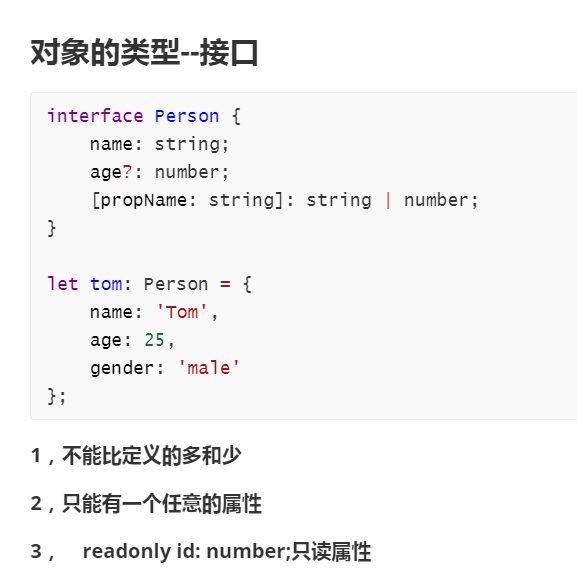 对象的类型--接口
interface Person {
    name: string;
    age?: number;
    [propName: string]: string | number;
}
let tom: Person = {
    name: 'Tom',
    age: 25,
    gender: 'male'
};
1，不能比定义的多和少
2，只能有一个任意的属性
3，  readonly id: number;只读属性